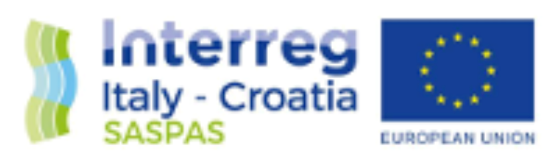 Interreg
Italy - Croatia
SASPAS
EUROPEAN UNION